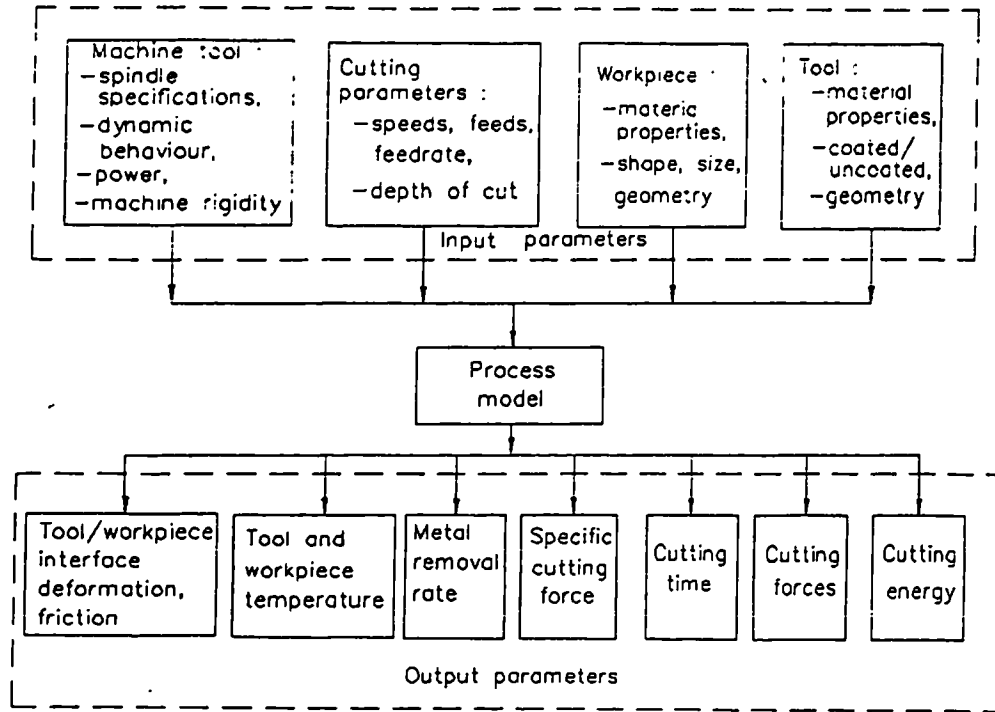 Machine tool :
–spindle
specifications,
–dynamic
behaviour,
–power,
–machine rigidity
Cutting
parameters :
–speeds, feeds,
feedrate,
–depth of cut
Workpiece :
–materic
properties,
–shape, size,
geometry
Tool :
–material
properties,
–coated/
uncoated,
–geometry
Input parameters
Process
model
Tool/workpiece
interface
deformation,
friction
Tool and
workpiece
temperature
Metal
removal
rate
Specific
cutting
force
Cutting
time
Cutting
forces
Cutting
energy
Output parameters